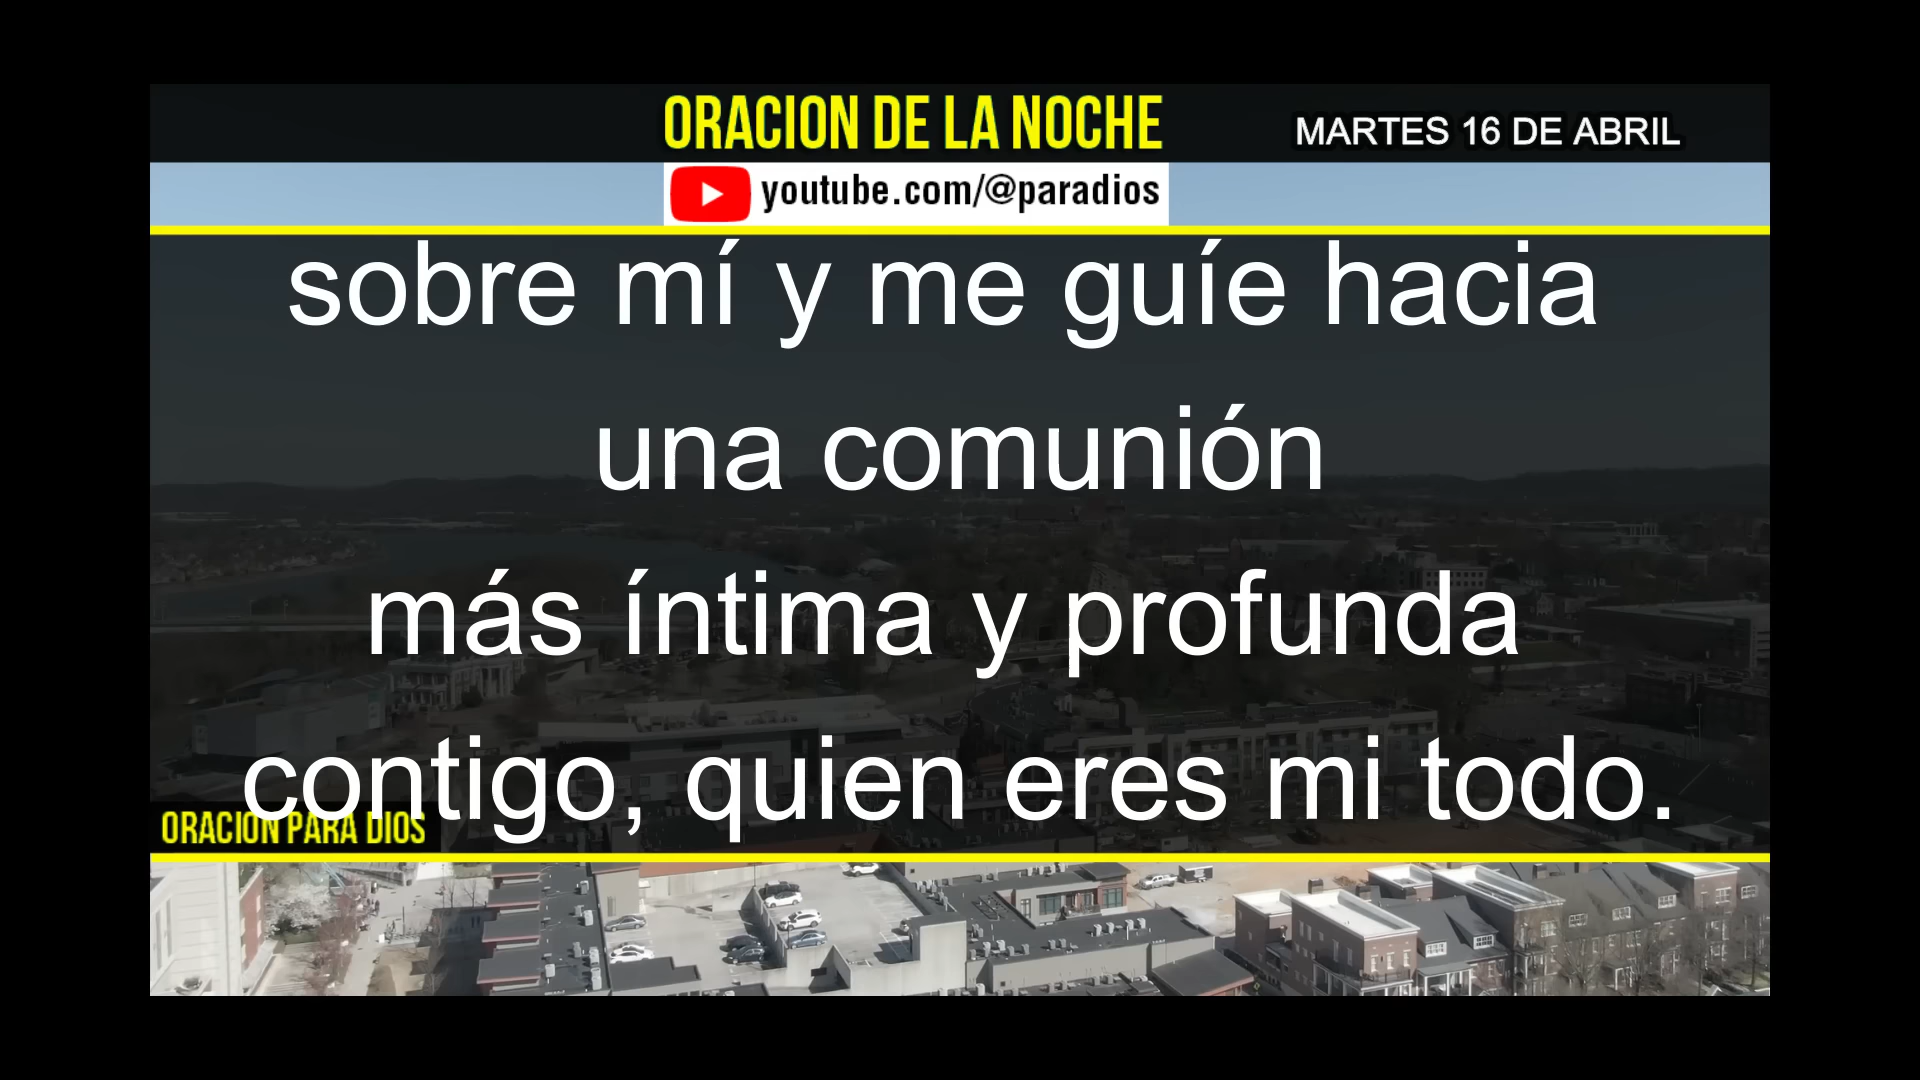 ORACION DE LA NOCHE
MARTES 16 DE ABRIL
youtube.com/@paradios
sobre mí y me guíe hacia
una comunión
más íntima y profunda
contigo, quien eres mi todo.
ORACION PARA DIOS